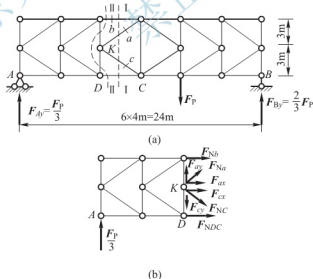 Ⅱ Ⅰ
b
a
K
c
3m
3m
A
D Ⅱ Ⅰ C
B
F_P
F_Ay = F_P/3
F_By = 2/3 F_P
6×4m=24m
(a)
F_Nb
F_ay F_Na
K F_ax
F_cx
F_cy F_NC
A D F_NDC
F_P/3
(b)